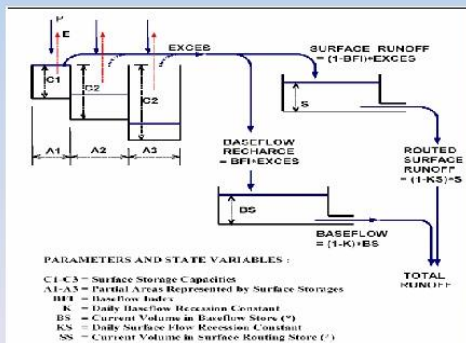 P
E
EXCES
SURFACE RUNOFF
= (1-BFI)*EXCES
C1
C2
C2
S
A1
A2
A3
BASEFLOW
RECHARGE
= BFI*EXCES
ROUTED
SURFACE
RUNOFF
= (1-KS)*S
BS
BASEFLOW
= (1-K)*BS
TOTAL
RUNOFF
PARAMETERS AND STATE VARIABLES :
C1-C3 = Surface Storage Capacities
A1-A3 = Partial Areas Represented by Surface Storages
BFI = Baseflow Index
K = Daily Baseflow Recession Constant
BS = Current Volume in Baseflow Store (*)
KS = Daily Surface Flow Recession Constant
SS = Current Volume in Surface Routing Store (*)